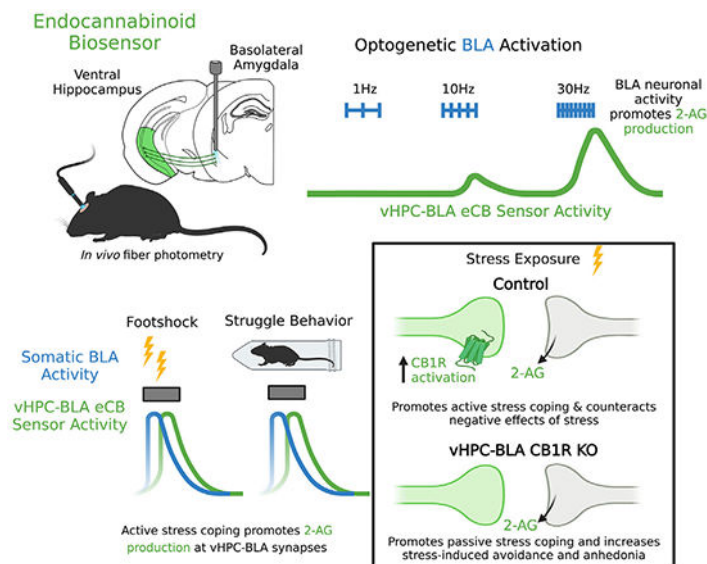 Endocannabinoid
Biosensor
Ventral
Hippocampus
Basolateral
Amygdala
In vivo fiber photometry
Optogenetic BLA Activation
1Hz
10Hz
30Hz
BLA neuronal
activity
promotes 2-AG
production
vHPC-BLA eCB Sensor Activity
Footshock
Struggle Behavior
Somatic BLA
Activity
vHPC-BLA eCB
Sensor Activity
Active stress coping promotes 2-AG
production at vHPC-BLA synapses
Stress Exposure
Control
CB1R
activation
2-AG
Promotes active stress coping & counteracts
negative effects of stress
vHPC-BLA CB1R KO
2-AG
Promotes passive stress coping and increases
stress-induced avoidance and anhedonia